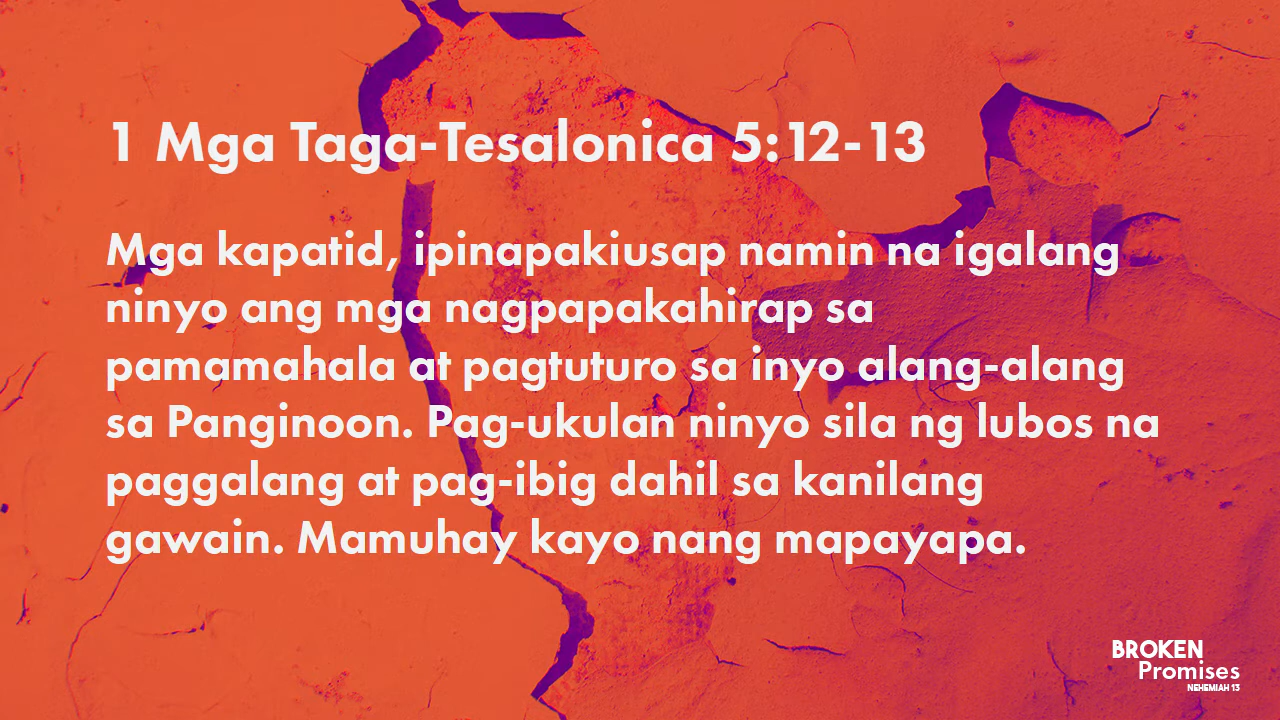 1 Mga Taga-Tesalonica 5:12-13
Mga kapatid, ipinapakiusap namin na igalang
ninyo ang mga nagpapakahirap sa
pamamahala at pagtuturo sa inyo alang-alang
sa Panginoon. Pag-ukulan ninyo sila ng lubos na
paggalang at pag-ibig dahil sa kanilang
gawain. Mamuhay kayo nang mapayapa.
BROKEN
Promises
NEHEMIAH 13